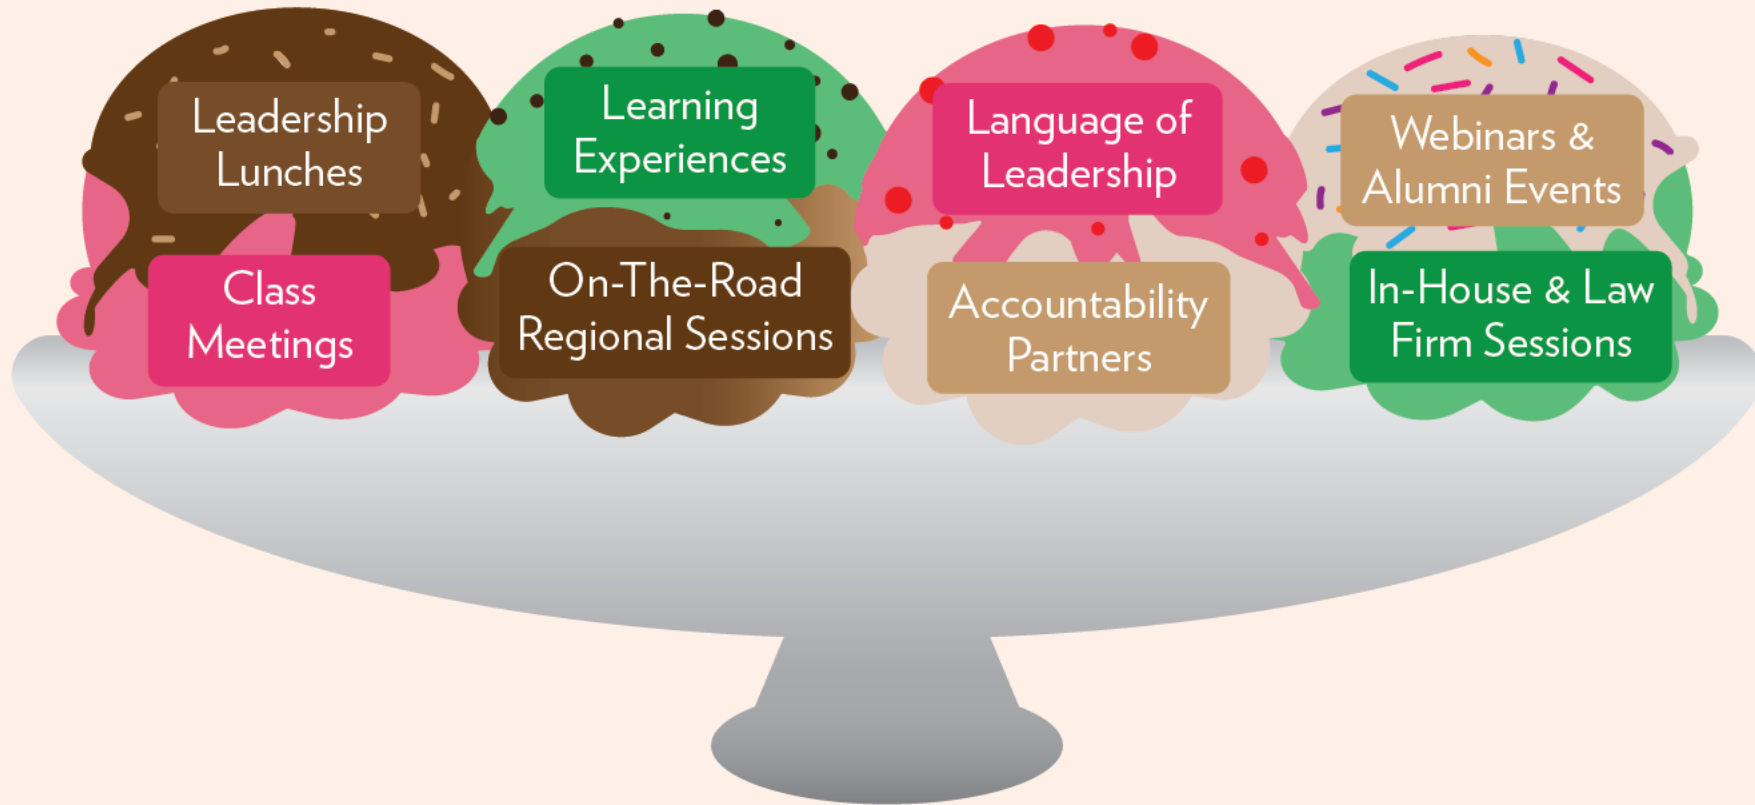 Leadership
Lunches
Learning
Experiences
Language of
Leadership
Webinars &
Alumni Events
Class
Meetings
On-The-Road
Regional Sessions
Accountability
Partners
In-House & Law
Firm Sessions